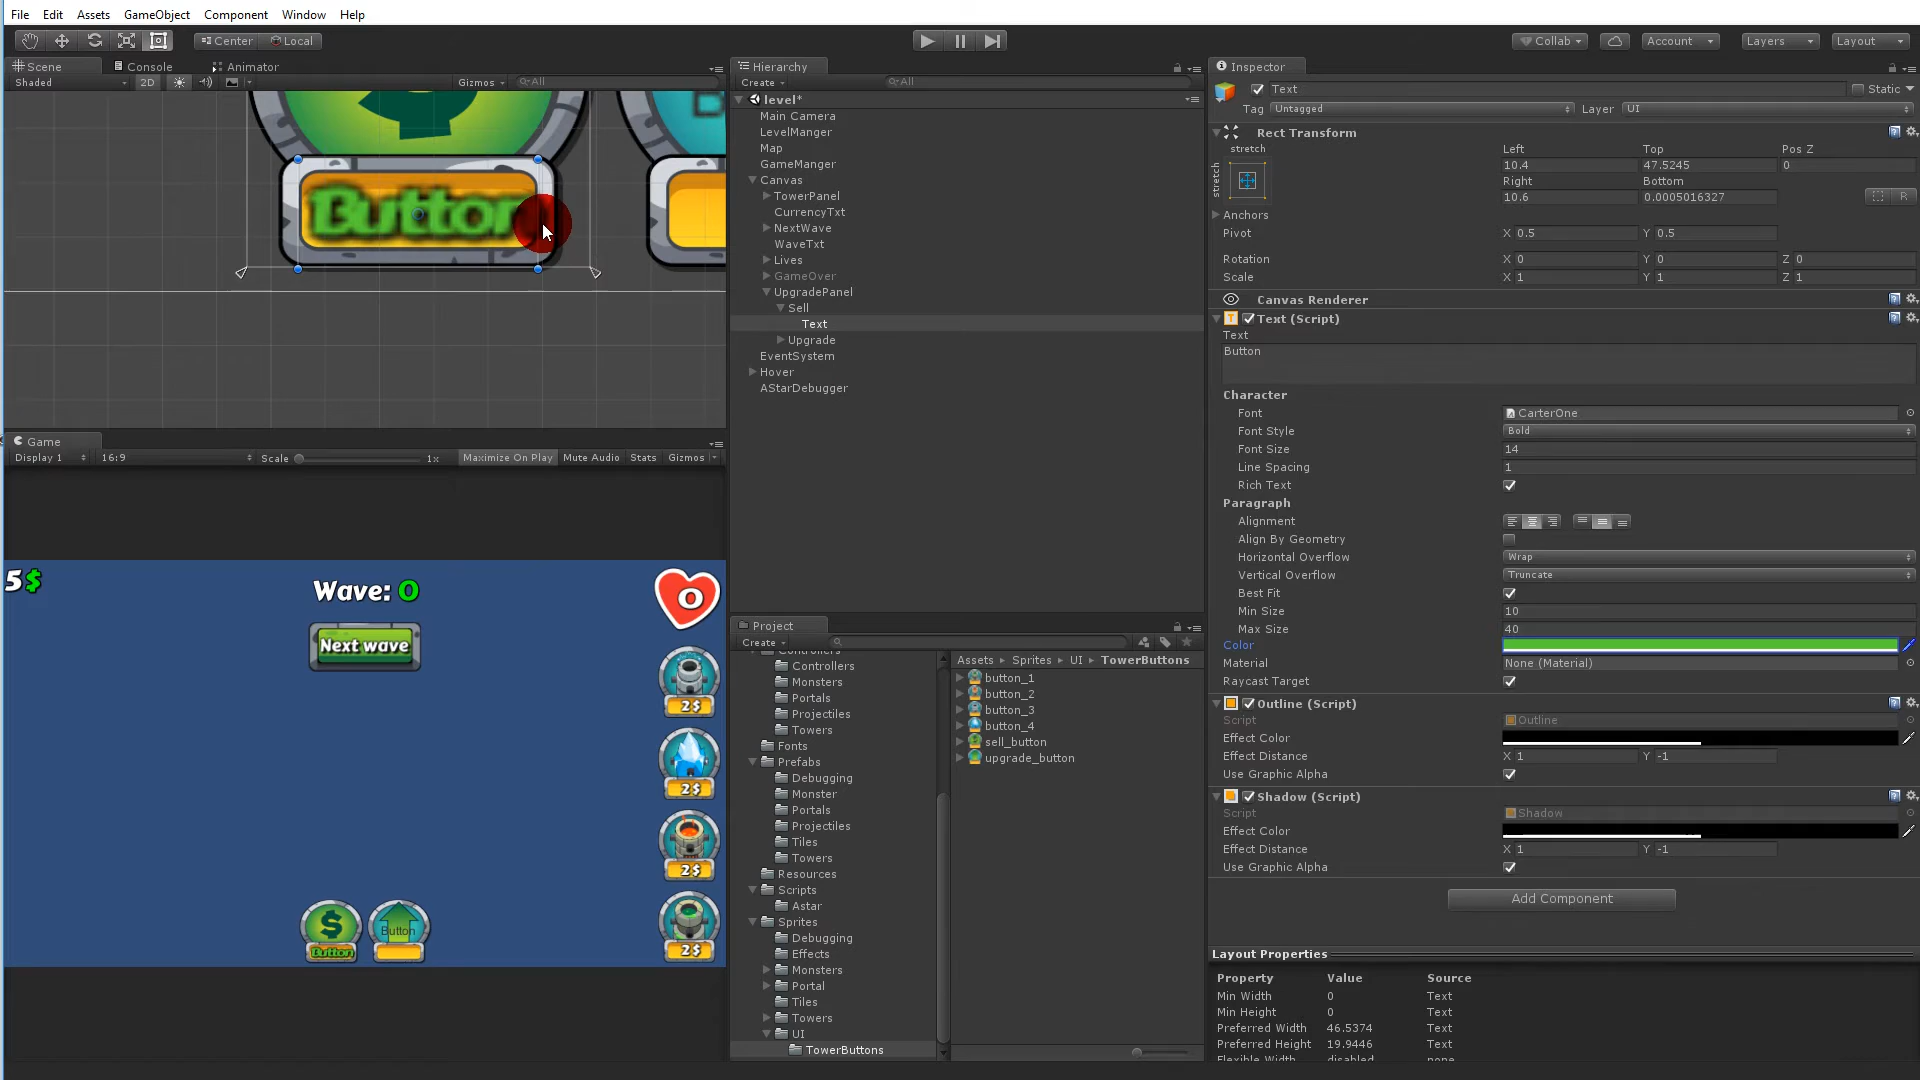 File Edit Assets GameObject Component Window Help
Center Local
Collab Account Layers Layout
Scene Console Animator
Shaded 2D Gizmos All
Button
Game
Display 1 16:9 Scale 1x Maximize On Play Mute Audio Stats Gizmos
5$
Wave: 0
0
Next wave
2$
2$
2$
2$
$
Button
Button
Hierarchy
Create All
level*
Main Camera
LevelManger
Map
GameManger
Canvas
TowerPanel
CurrencyTxt
NextWave
WaveTxt
Lives
GameOver
UpgradePanel
Sell
Text
Upgrade
EventSystem
Hover
AStarDebugger
Project
Create
Controllers
Controllers
Monsters
Portals
Projectiles
Towers
Fonts
Prefabs
Debugging
Monster
Portals
Projectiles
Tiles
Towers
Resources
Scripts
Astar
Sprites
Debugging
Effects
Monsters
Portal
Tiles
Towers
UI
TowerButtons
Assets Sprites UI TowerButtons
button_1
button_2
button_3
button_4
sell_button
upgrade_button
Inspector
Text Static
Tag Untagged Layer UI
Rect Transform
stretch
stretch
Left Top Pos Z
10.4 47.5245 0
Right Bottom
10.6 0.0005016327
R
Anchors
Pivot X 0.5 Y 0.5
Rotation X 0 Y 0 Z 0
Scale X 1 Y 1 Z 1
Canvas Renderer
Text (Script)
Text
Button
Character
Font CarterOne
Font Style Bold
Font Size 14
Line Spacing 1
Rich Text
Paragraph
Alignment
Align By Geometry
Horizontal Overflow Wrap
Vertical Overflow Truncate
Best Fit
Min Size 10
Max Size 40
Color
Material None (Material)
Raycast Target
Outline (Script)
Script Outline
Effect Color
Effect Distance X 1 Y -1
Use Graphic Alpha
Shadow (Script)
Script Shadow
Effect Color
Effect Distance X 1 Y -1
Use Graphic Alpha
Add Component
Layout Properties
Property Value Source
Min Width 0 Text
Min Height 0 Text
Preferred Width 46.5374 Text
Preferred Height 19.9446 Text
Flexible Width disabled none